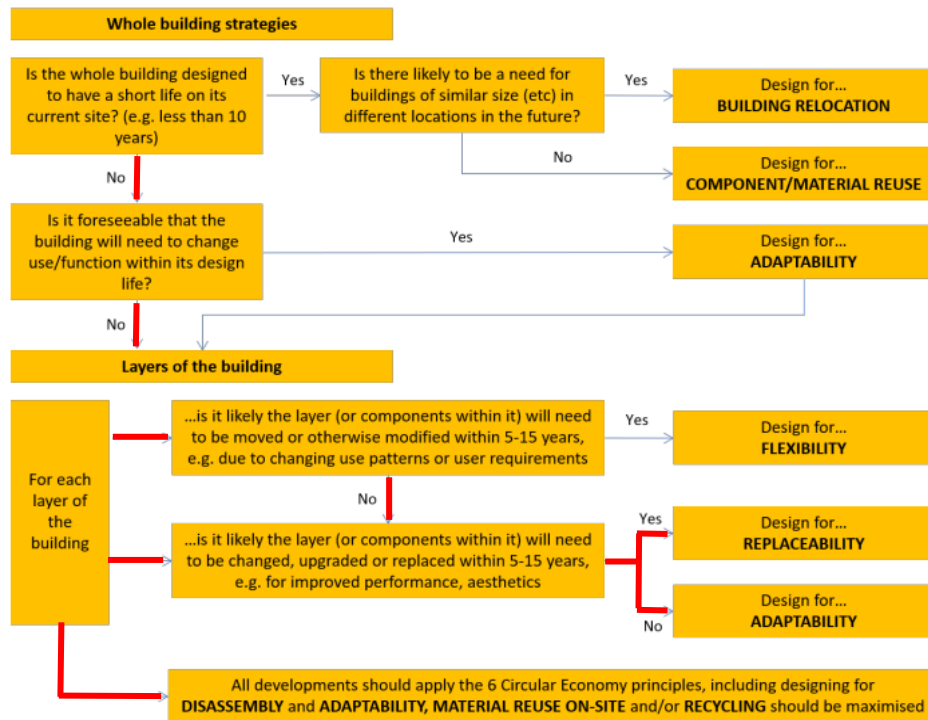 Whole building strategies
Is the whole building designed
to have a short life on its
current site? (e.g. less than 10
years)
Yes
Is there likely to be a need for
buildings of similar size (etc) in
different locations in the future?
Yes
Design for...
BUILDING RELOCATION
No
Design for...
COMPONENT/MATERIAL REUSE
No
Is it foreseeable that the
building will need to change
use/function within its design
life?
Yes
Design for...
ADAPTABILITY
No
Layers of the building
For each
layer of
the
building
...is it likely the layer (or components within it) will need
to be moved or otherwise modified within 5-15 years,
e.g. due to changing use patterns or user requirements
Yes
Design for...
FLEXIBILITY
No
...is it likely the layer (or components within it) will need
to be changed, upgraded or replaced within 5-15 years,
e.g. for improved performance, aesthetics
Yes
Design for...
REPLACEABILITY
No
Design for...
ADAPTABILITY
All developments should apply the 6 Circular Economy principles, including designing for
DISASSEMBLY and ADAPTABILITY, MATERIAL REUSE ON-SITE and/or RECYCLING should be maximised